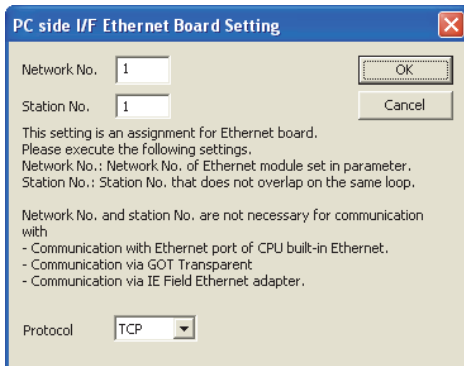 PC side I/F Ethernet Board Setting
Network No. 1
OK
Station No. 1
Cancel
This setting is an assignment for Ethernet board.
Please execute the following settings.
Network No.: Network No. of Ethernet module set in parameter.
Station No.: Station No. that does not overlap on the same loop.
Network No. and station No. are not necessary for communication
with
- Communication with Ethernet port of CPU built-in Ethernet.
- Communication via GOT Transparent
- Communication via IE Field Ethernet adapter.
Protocol TCP